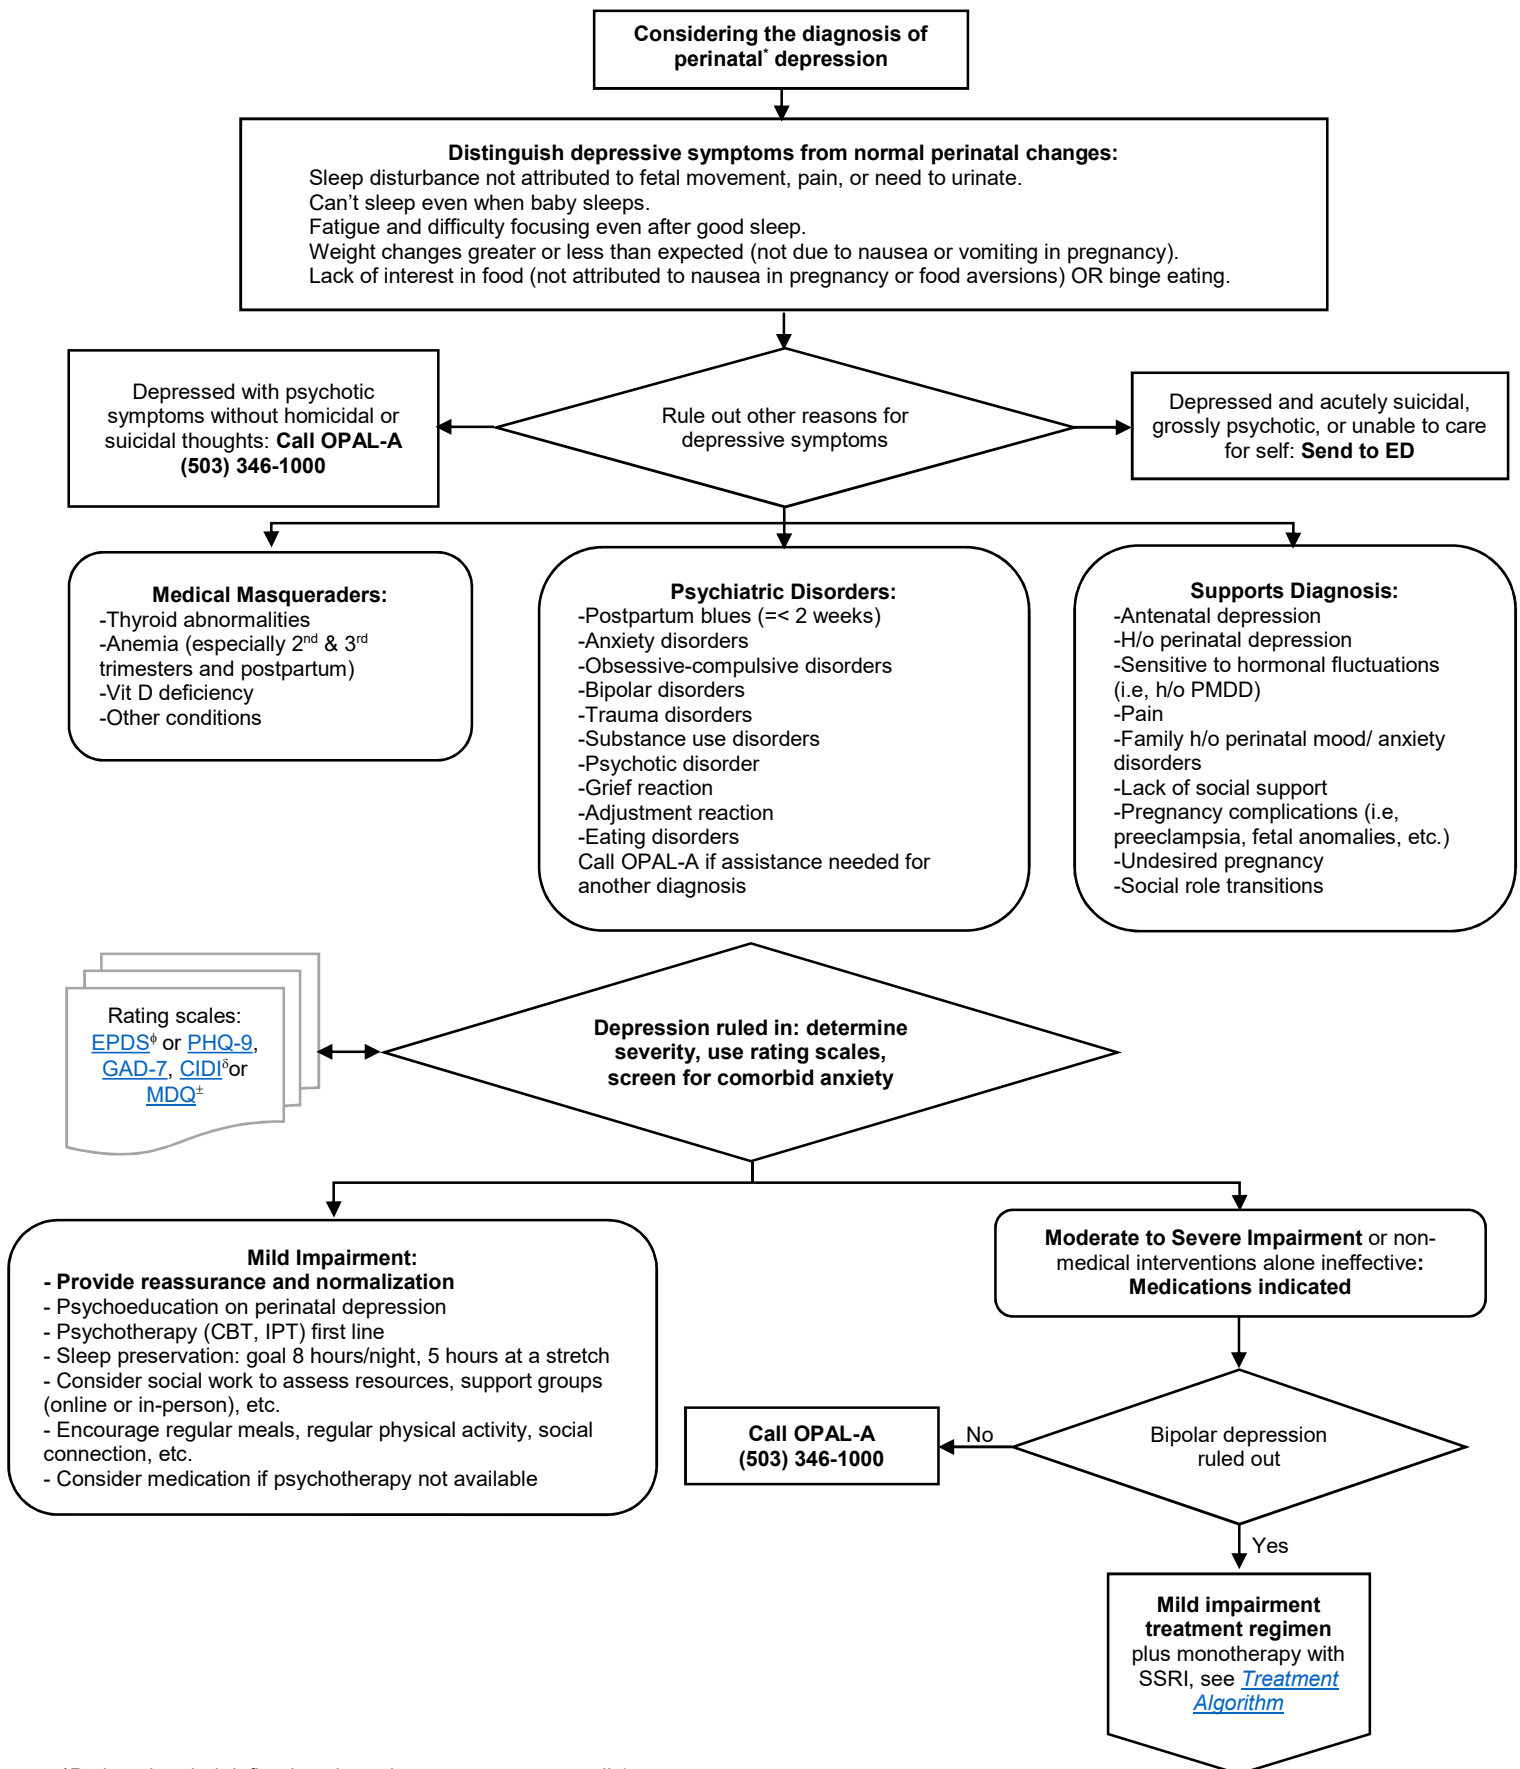 Considering the diagnosis of
perinatal* depression
Distinguish depressive symptoms from normal perinatal changes:
Sleep disturbance not attributed to fetal movement, pain, or need to urinate.
Can't sleep even when baby sleeps.
Fatigue and difficulty focusing even after good sleep.
Weight changes greater or less than expected (not due to nausea or vomiting in pregnancy).
Lack of interest in food (not attributed to nausea in pregnancy or food aversions) OR binge eating.
Depressed with psychotic
symptoms without homicidal or
suicidal thoughts: Call OPAL-A
(503) 346-1000
Rule out other reasons for
depressive symptoms
Depressed and acutely suicidal,
grossly psychotic, or unable to care
for self: Send to ED
Medical Masqueraders:
-Thyroid abnormalities
-Anemia (especially 2nd & 3rd
trimesters and postpartum)
-Vit D deficiency
-Other conditions
Psychiatric Disorders:
-Postpartum blues (=< 2 weeks)
-Anxiety disorders
-Obsessive-compulsive disorders
-Bipolar disorders
-Trauma disorders
-Substance use disorders
-Psychotic disorder
-Grief reaction
-Adjustment reaction
-Eating disorders
Call OPAL-A if assistance needed for
another diagnosis
Supports Diagnosis:
-Antenatal depression
-H/o perinatal depression
-Sensitive to hormonal fluctuations
(i.e, h/o PMDD)
-Pain
-Family h/o perinatal mood/ anxiety
disorders
-Lack of social support
-Pregnancy complications (i.e,
preeclampsia, fetal anomalies, etc.)
-Undesired pregnancy
-Social role transitions
Rating scales:
EPDSᶲ or PHQ-9,
GAD-7, CIDIᵟor
MDQ±
Depression ruled in: determine
severity, use rating scales,
screen for comorbid anxiety
Mild Impairment:
- Provide reassurance and normalization
- Psychoeducation on perinatal depression
- Psychotherapy (CBT, IPT) first line
- Sleep preservation: goal 8 hours/night, 5 hours at a stretch
- Consider social work to assess resources, support groups
(online or in-person), etc.
- Encourage regular meals, regular physical activity, social
connection, etc.
- Consider medication if psychotherapy not available
Moderate to Severe Impairment or non-
medical interventions alone ineffective:
Medications indicated
Call OPAL-A
(503) 346-1000
No
Bipolar depression
ruled out
Yes
Mild impairment
treatment regimen
plus monotherapy with
SSRI, see Treatment
Algorithm